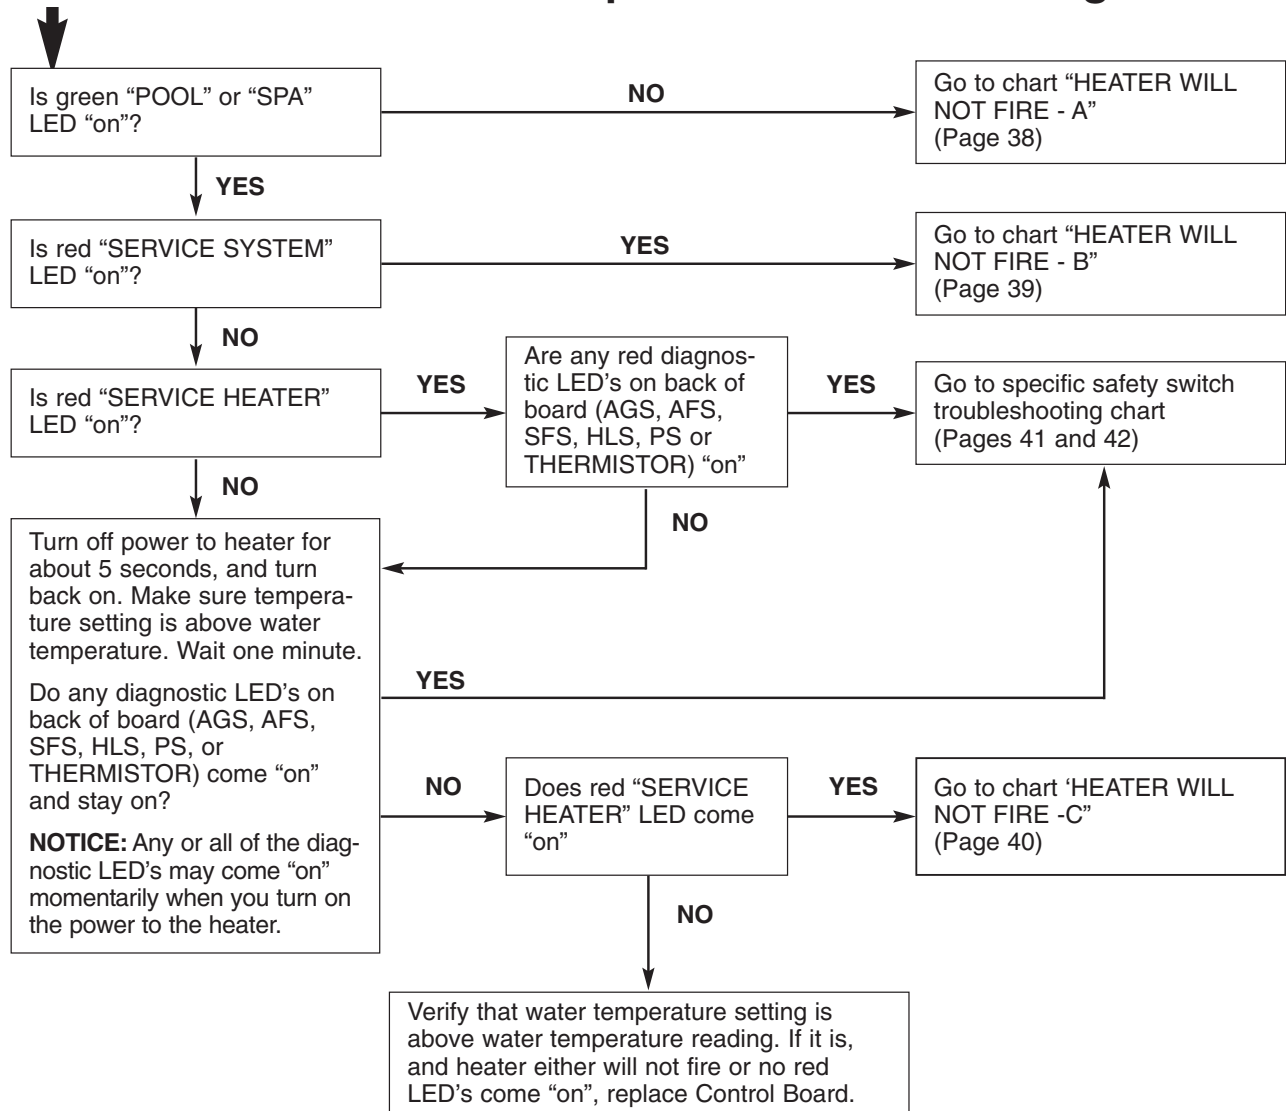 Is green “POOL” or “SPA”
LED “on”?
NO
Go to chart “HEATER WILL
NOT FIRE - A”
(Page 38)
YES
Is red “SERVICE SYSTEM”
LED “on”?
YES
Go to chart “HEATER WILL
NOT FIRE - B”
(Page 39)
NO
Is red “SERVICE HEATER”
LED “on”?
YES
Are any red diagnos-
tic LED’s on back of
board (AGS, AFS,
SFS, HLS, PS or
THERMISTOR) “on”
YES
Go to specific safety switch
troubleshooting chart
(Pages 41 and 42)
NO
NO
Turn off power to heater for
about 5 seconds, and turn
back on. Make sure tempera-
ture setting is above water
temperature. Wait one minute.
Do any diagnostic LED’s on
back of board (AGS, AFS,
SFS, HLS, PS, or
THERMISTOR) come “on”
and stay on?
NOTICE: Any or all of the diag-
nostic LED’s may come “on”
momentarily when you turn on
the power to the heater.
YES
NO
Does red “SERVICE
HEATER” LED come
“on”
YES
Go to chart ‘HEATER WILL
NOT FIRE -C”
(Page 40)
NO
Verify that water temperature setting is
above water temperature reading. If it is,
and heater either will not fire or no red
LED’s come “on”, replace Control Board.